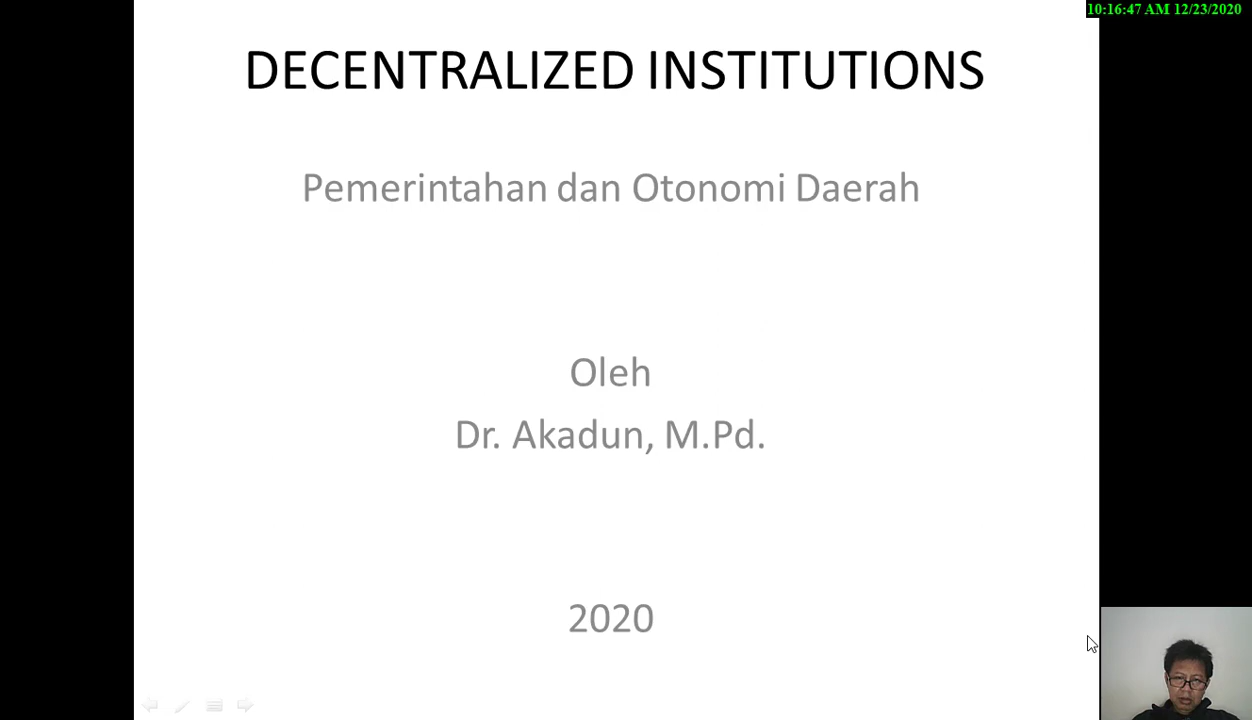 10:16:47 AM 12/23/2020
DECENTRALIZED INSTITUTIONS
Pemerintahan dan Otonomi Daerah
Oleh
Dr. Akadun, M.Pd.
2020